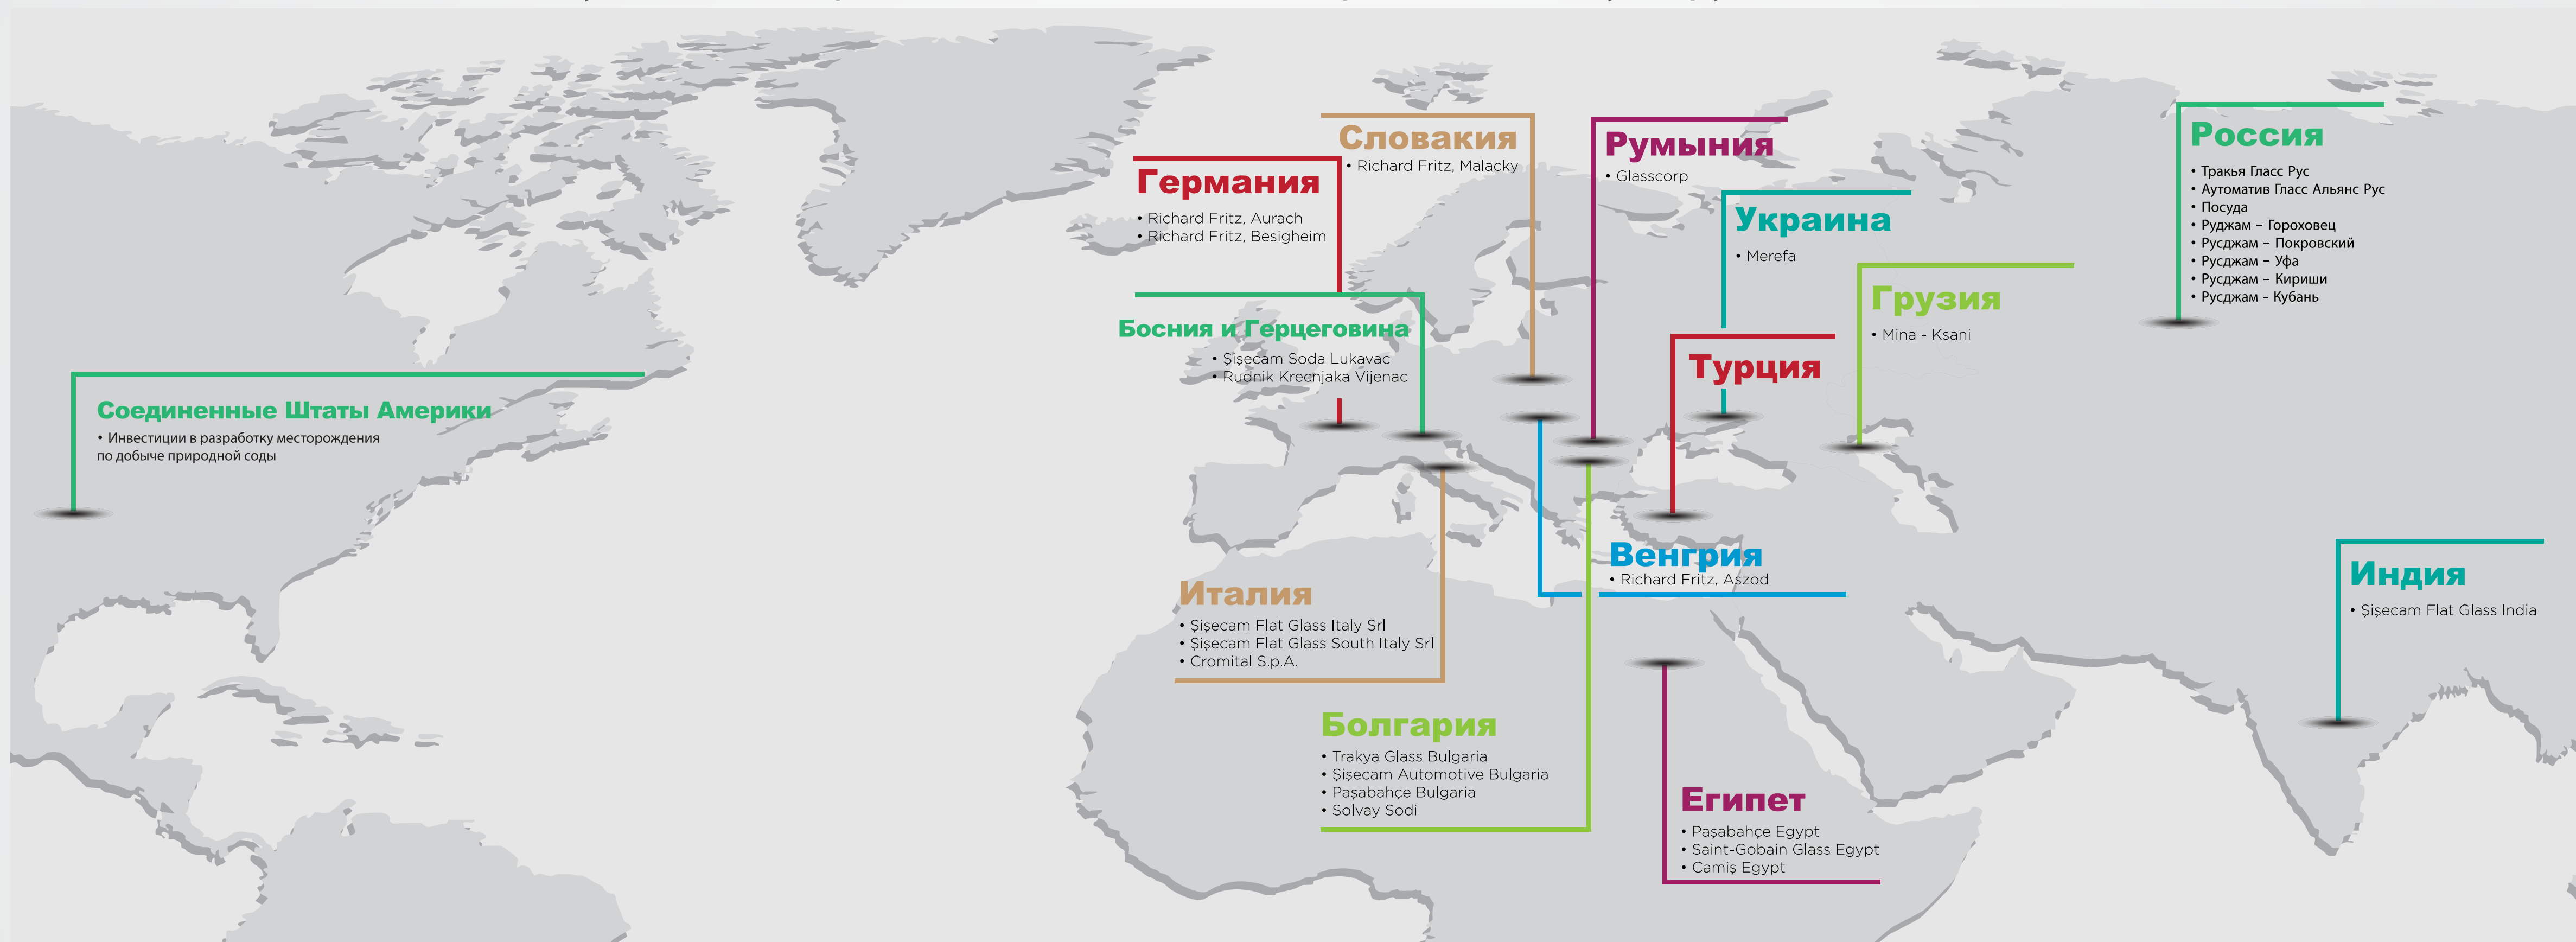 Словакия
• Richard Fritz, Malacky
Румыния
• Glasscorp
Россия
• Тракья Гласс Рус
• Аутоматив Гласс Альянс Рус
• Посуда
• Руджам – Гороховец
• Русджам – Покровский
• Русджам – Уфа
• Русджам – Кириши
• Русджам - Кубань
Германия
• Richard Fritz, Aurach
• Richard Fritz, Besigheim
Украина
• Merefa
Грузия
• Mina - Ksani
Босния и Герцеговина
• Şişecam Soda Lukavac
• Rudnik Krecnjaka Vijenac
Турция
Соединенные Штаты Америки
• Инвестиции в разработку месторождения
по добыче природной соды
Венгрия
• Richard Fritz, Aszod
Индия
• Şişecam Flat Glass India
Италия
• Şişecam Flat Glass Italy Srl
• Şişecam Flat Glass South Italy Srl
• Cromital S.p.A.
Болгария
• Trakya Glass Bulgaria
• Şişecam Automotive Bulgaria
• Paşabahçe Bulgaria
• Solvay Sodi
Египет
• Paşabahçe Egypt
• Saint-Gobain Glass Egypt
• Camiş Egypt